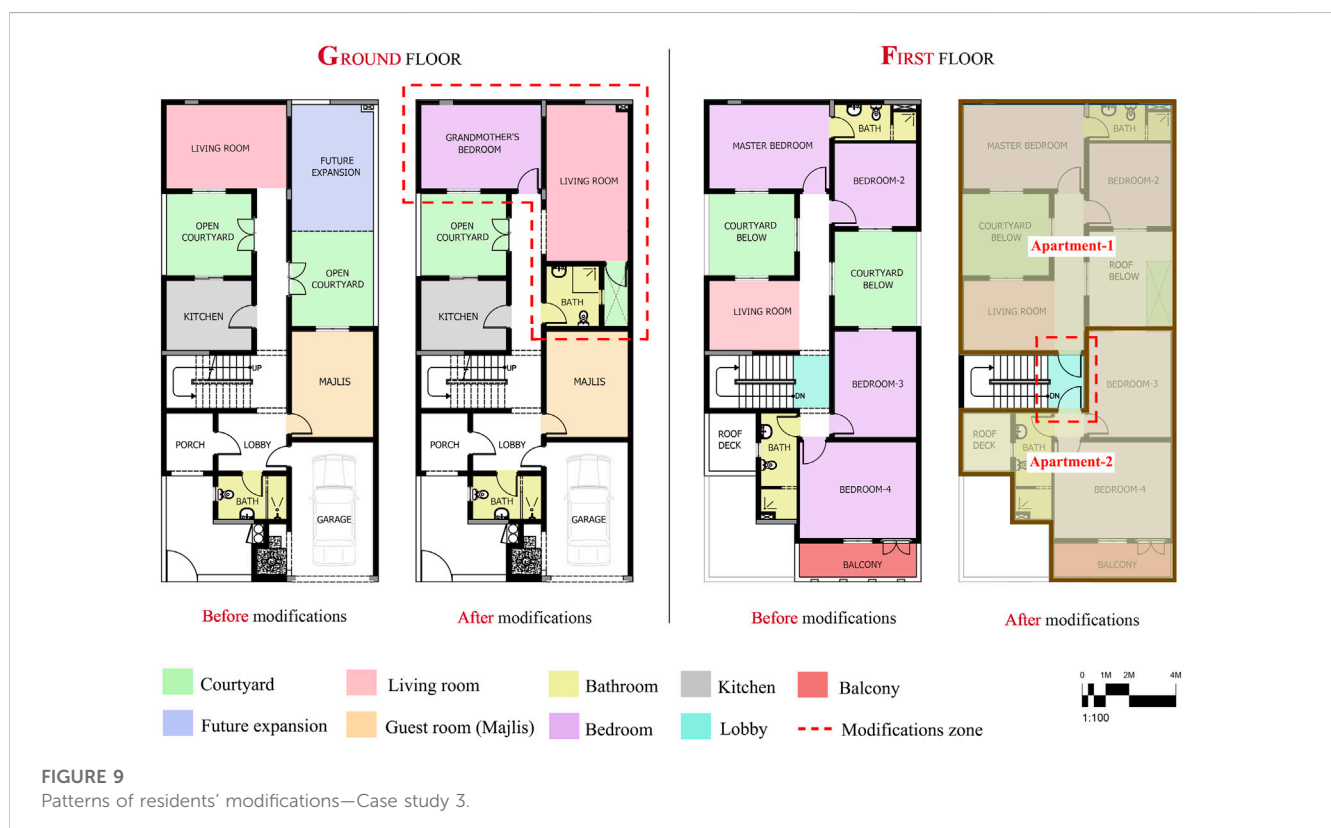 GROUND FLOOR
FIRST FLOOR
LIVING ROOM
FUTURE
EXPANSION
OPEN
COURTYARD
OPEN
COURTYARD
KITCHEN
UP
MAJLIS
PORCH
LOBBY
BATH
GARAGE
Before modifications
GRANDMOTHER'S
BEDROOM
LIVING ROOM
OPEN
COURTYARD
KITCHEN
BATH
UP
MAJLIS
PORCH
LOBBY
BATH
GARAGE
After modifications
BATH
MASTER BEDROOM
BEDROOM-2
COURTYARD
BELOW
COURTYARD
BELOW
LIVING ROOM
DN
BEDROOM-3
ROOF
DECK
BATH
BEDROOM-4
BALCONY
Before modifications
BATH
MASTER BEDROOM
BEDROOM-2
COURTYARD
BELOW
Apartment-1
ROOF
BELOW
LIVING ROOM
DN
BEDROOM-3
ROOF
DECK
BATH
Apartment-2
BEDROOM-4
BALCONY
After modifications
Courtyard
Living room
Bathroom
Kitchen
Balcony
Future expansion
Guest room (Majlis)
Bedroom
Lobby
Modifications zone
0 1M 2M 4M
1:100
FIGURE 9
Patterns of residents' modifications—Case study 3.